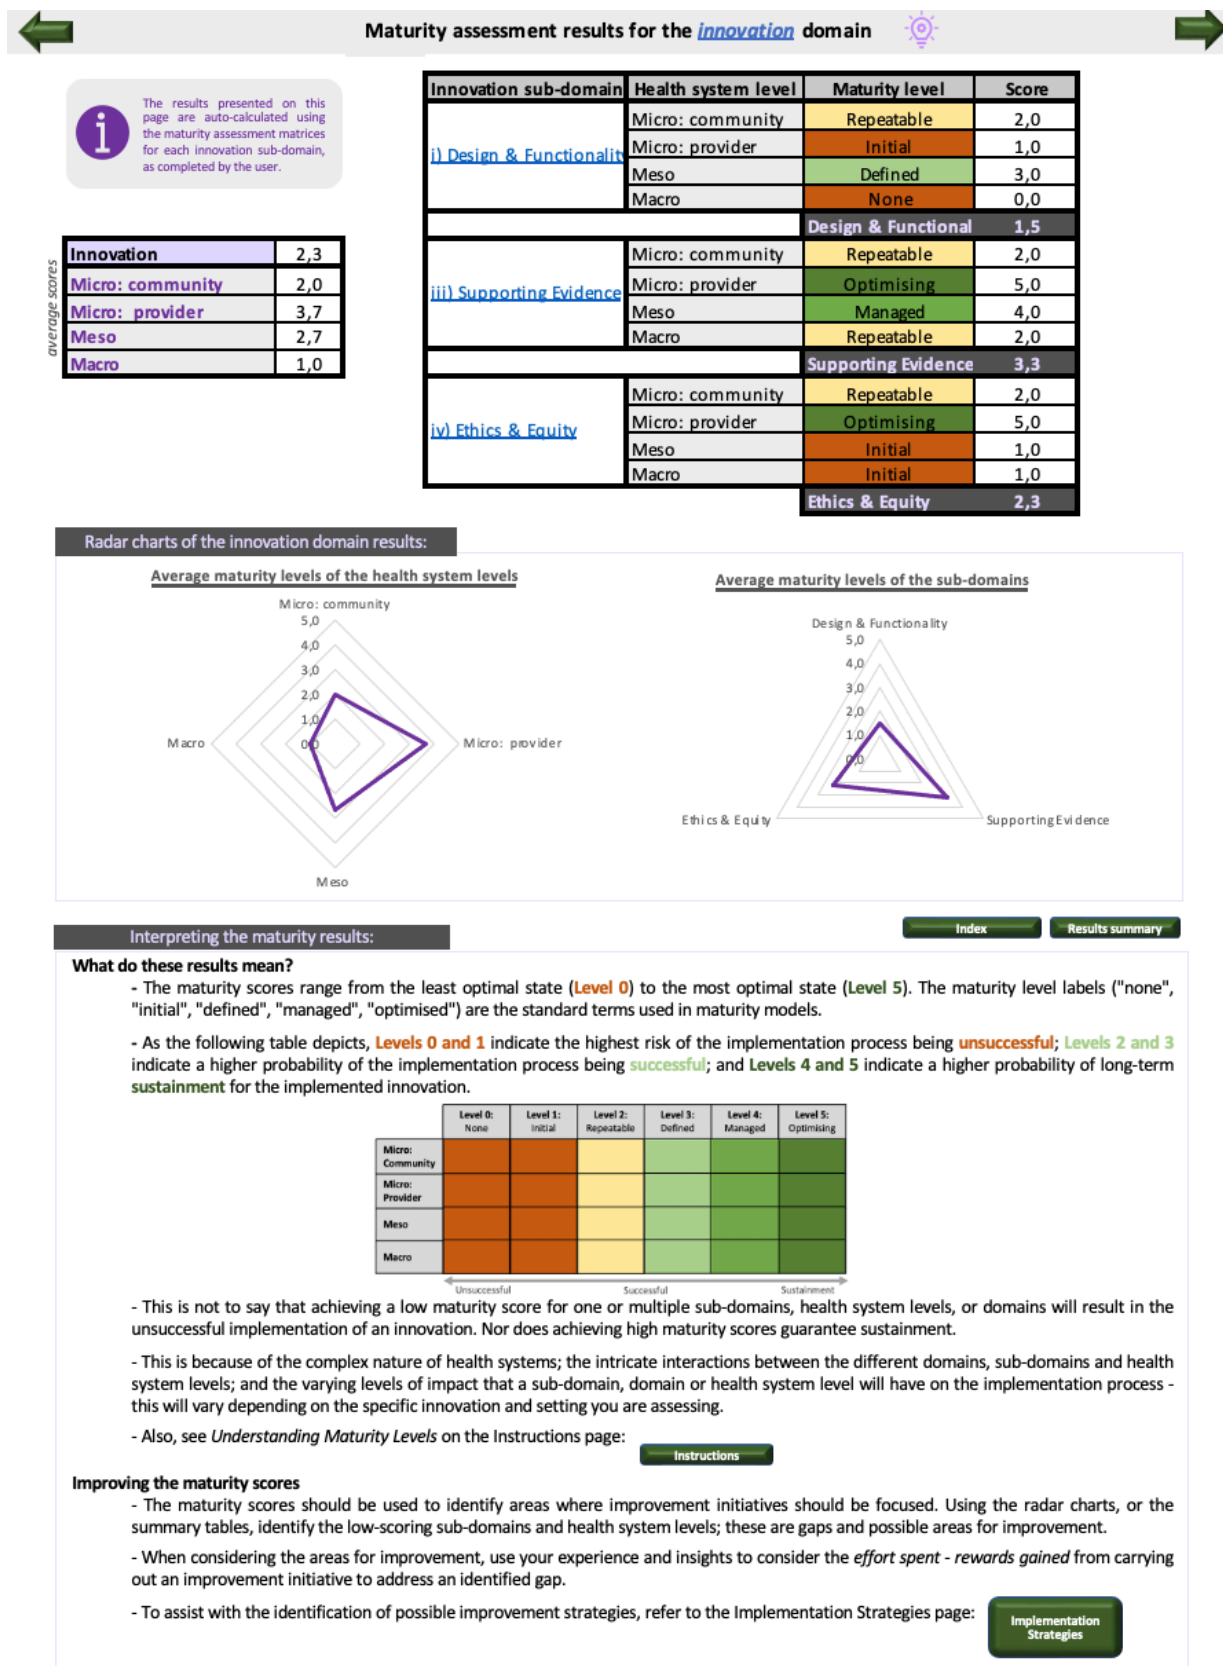 Maturity assessment results for the innovation domain
The results presented on this
page are auto-calculated using
the maturity assessment matrices
for each innovation sub-domain,
as completed by the user.
average scores
Innovation 2,3
Micro: community 2,0
Micro: provider 3,7
Meso 2,7
Macro 1,0
Innovation sub-domain Health system level Maturity level Score
i) Design & Functionality
Micro: community Repeatable 2,0
Micro: provider Initial 1,0
Meso Defined 3,0
Macro None 0,0
Design & Functional 1,5
iii) Supporting Evidence
Micro: community Repeatable 2,0
Micro: provider Optimising 5,0
Meso Managed 4,0
Macro Repeatable 2,0
Supporting Evidence 3,3
iv) Ethics & Equity
Micro: community Repeatable 2,0
Micro: provider Optimising 5,0
Meso Initial 1,0
Macro Initial 1,0
Ethics & Equity 2,3
Radar charts of the innovation domain results:
Average maturity levels of the health system levels
Micro: community
5,0
4,0
3,0
2,0
1,0
0,0
Macro
Micro: provider
Meso
Average maturity levels of the sub-domains
Design & Functionality
5,0
4,0
3,0
2,0
1,0
0,0
Ethics & Equity
Supporting Evidence
Index
Results summary
Interpreting the maturity results:
What do these results mean?
- The maturity scores range from the least optimal state (Level 0) to the most optimal state (Level 5). The maturity level labels ("none",
"initial", "defined", "managed", "optimised") are the standard terms used in maturity models.
- As the following table depicts, Levels 0 and 1 indicate the highest risk of the implementation process being unsuccessful; Levels 2 and 3
indicate a higher probability of the implementation process being successful; and Levels 4 and 5 indicate a higher probability of long-term
sustainment for the implemented innovation.
Level 0: Level 1: Level 2: Level 3: Level 4: Level 5:
None Initial Repeatable Defined Managed Optimising
Micro:
Community
Micro:
Provider
Meso
Macro
Unsuccessful Successful Sustainment
- This is not to say that achieving a low maturity score for one or multiple sub-domains, health system levels, or domains will result in the
unsuccessful implementation of an innovation. Nor does achieving high maturity scores guarantee sustainment.
- This is because of the complex nature of health systems; the intricate interactions between the different domains, sub-domains and health
system levels; and the varying levels of impact that a sub-domain, domain or health system level will have on the implementation process -
this will vary depending on the specific innovation and setting you are assessing.
- Also, see Understanding Maturity Levels on the Instructions page:
Instructions
Improving the maturity scores
- The maturity scores should be used to identify areas where improvement initiatives should be focused. Using the radar charts, or the
summary tables, identify the low-scoring sub-domains and health system levels; these are gaps and possible areas for improvement.
- When considering the areas for improvement, use your experience and insights to consider the effort spent - rewards gained from carrying
out an improvement initiative to address an identified gap.
- To assist with the identification of possible improvement strategies, refer to the Implementation Strategies page:
Implementation
Strategies